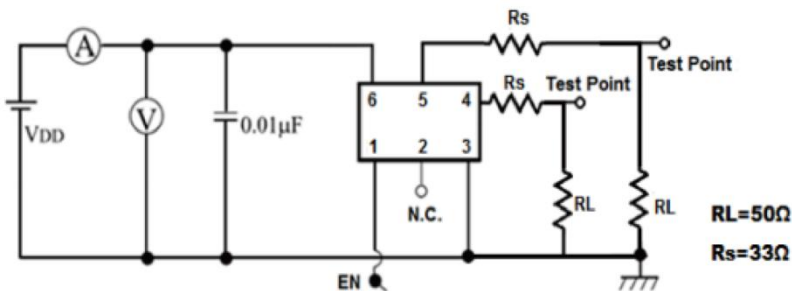 Rs
A
Test Point
Rs Test Point
6 5 4
V
VDD
0.01μF
1 2 3
N.C.
RL RL
RL=50Ω
Rs=33Ω
EN